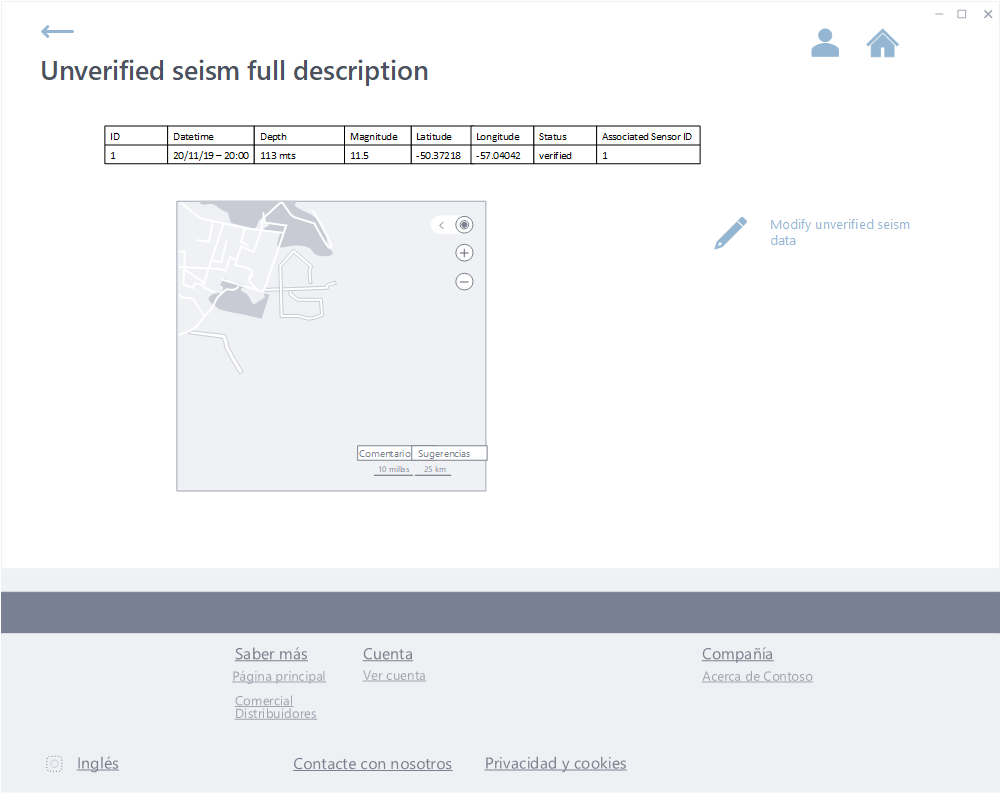 Unverified seism full description
ID Datetime Depth Magnitude Latitude Longitude Status Associated Sensor ID
1 20/11/19 – 20:00 113 mts 11.5 -50.37218 -57.04042 verified 1
Modify unverified seism
data
Comentario Sugerencias
10 millas 25 km
Saber más Cuenta Compañía
Página principal Ver cuenta Acerca de Contoso
Comercial
Distribuidores
Inglés Contacte con nosotros Privacidad y cookies